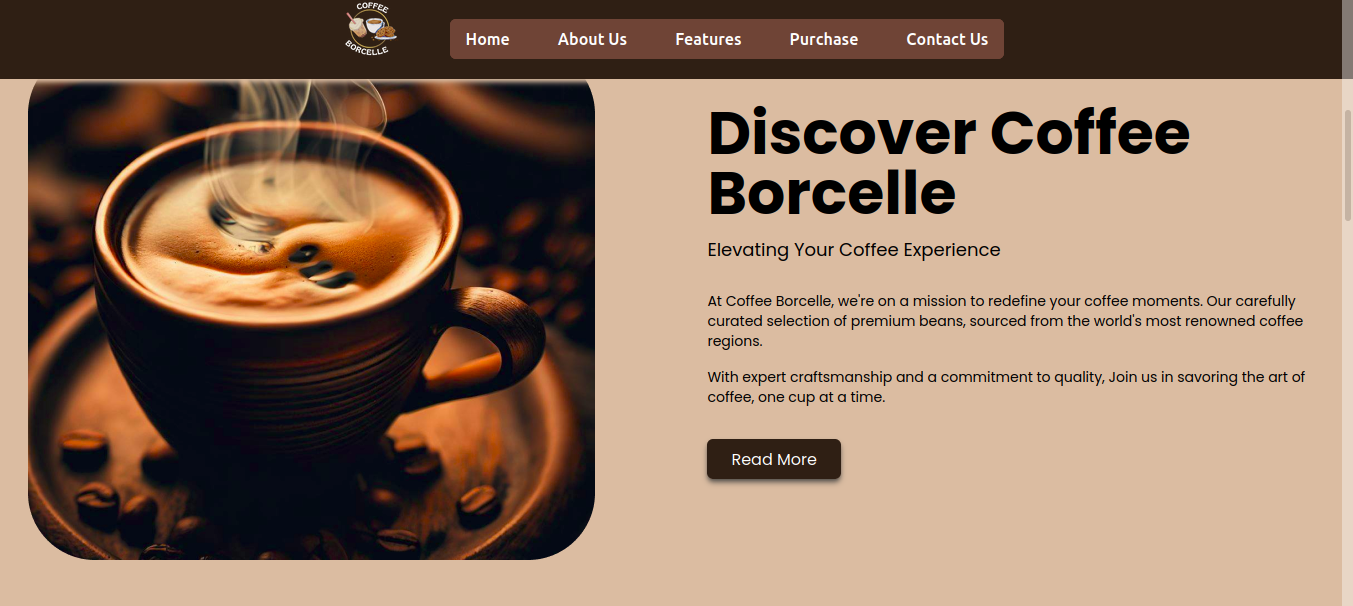 COFFEE
BORCELLE
Home About Us Features Purchase Contact Us
Discover Coffee
Borcelle
Elevating Your Coffee Experience
At Coffee Borcelle, we're on a mission to redefine your coffee moments. Our carefully
curated selection of premium beans, sourced from the world's most renowned coffee
regions.
With expert craftsmanship and a commitment to quality, Join us in savoring the art of
coffee, one cup at a time.
Read More